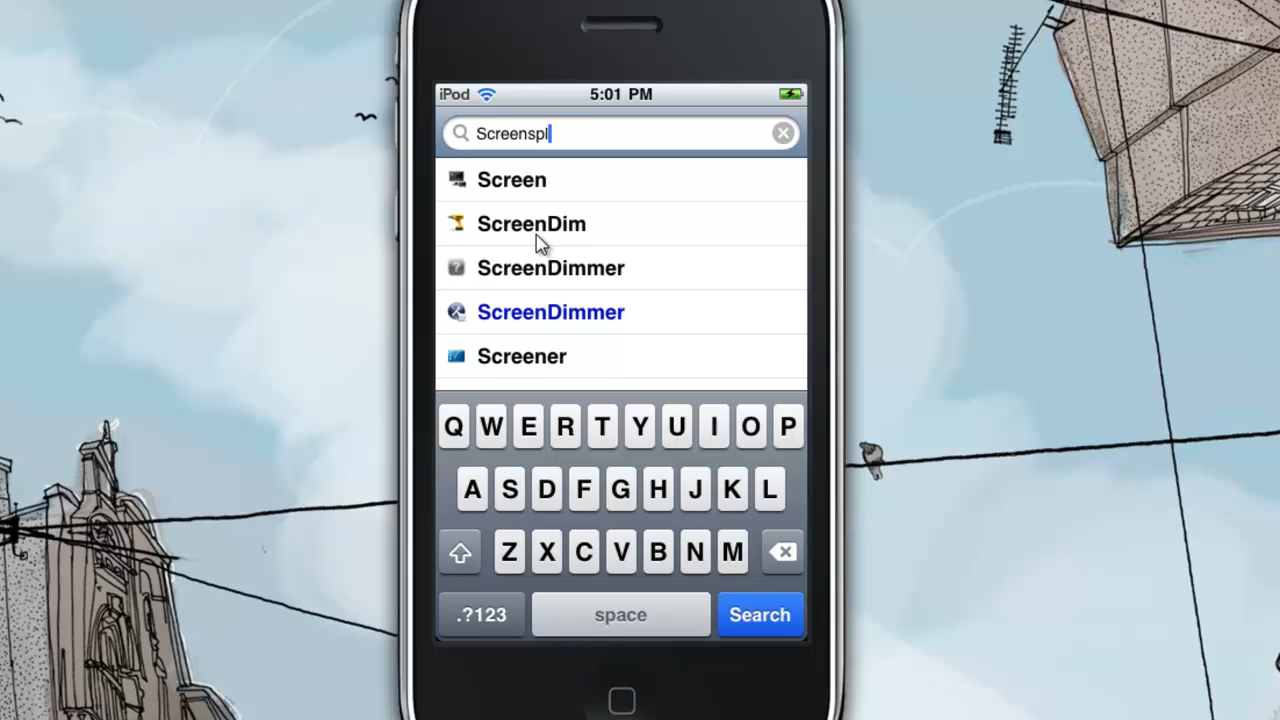 iPod 5:01 PM
Screenspl
Screen
ScreenDim
ScreenDimmer
ScreenDimmer
Screener
Q W E R T Y U I O P
A S D F G H J K L
Z X C V B N M
.?123 space Search